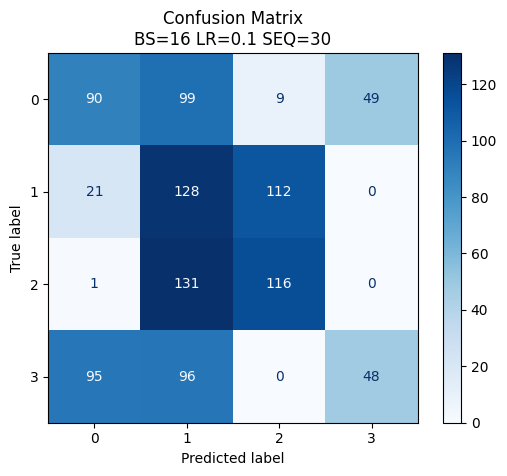 Confusion Matrix
BS=16 LR=0.1 SEQ=30
0 90 99 9 49
1 21 128 112 0
2 1 131 116 0
3 95 96 0 48
0 1 2 3
True label
Predicted label
120
100
80
60
40
20
0